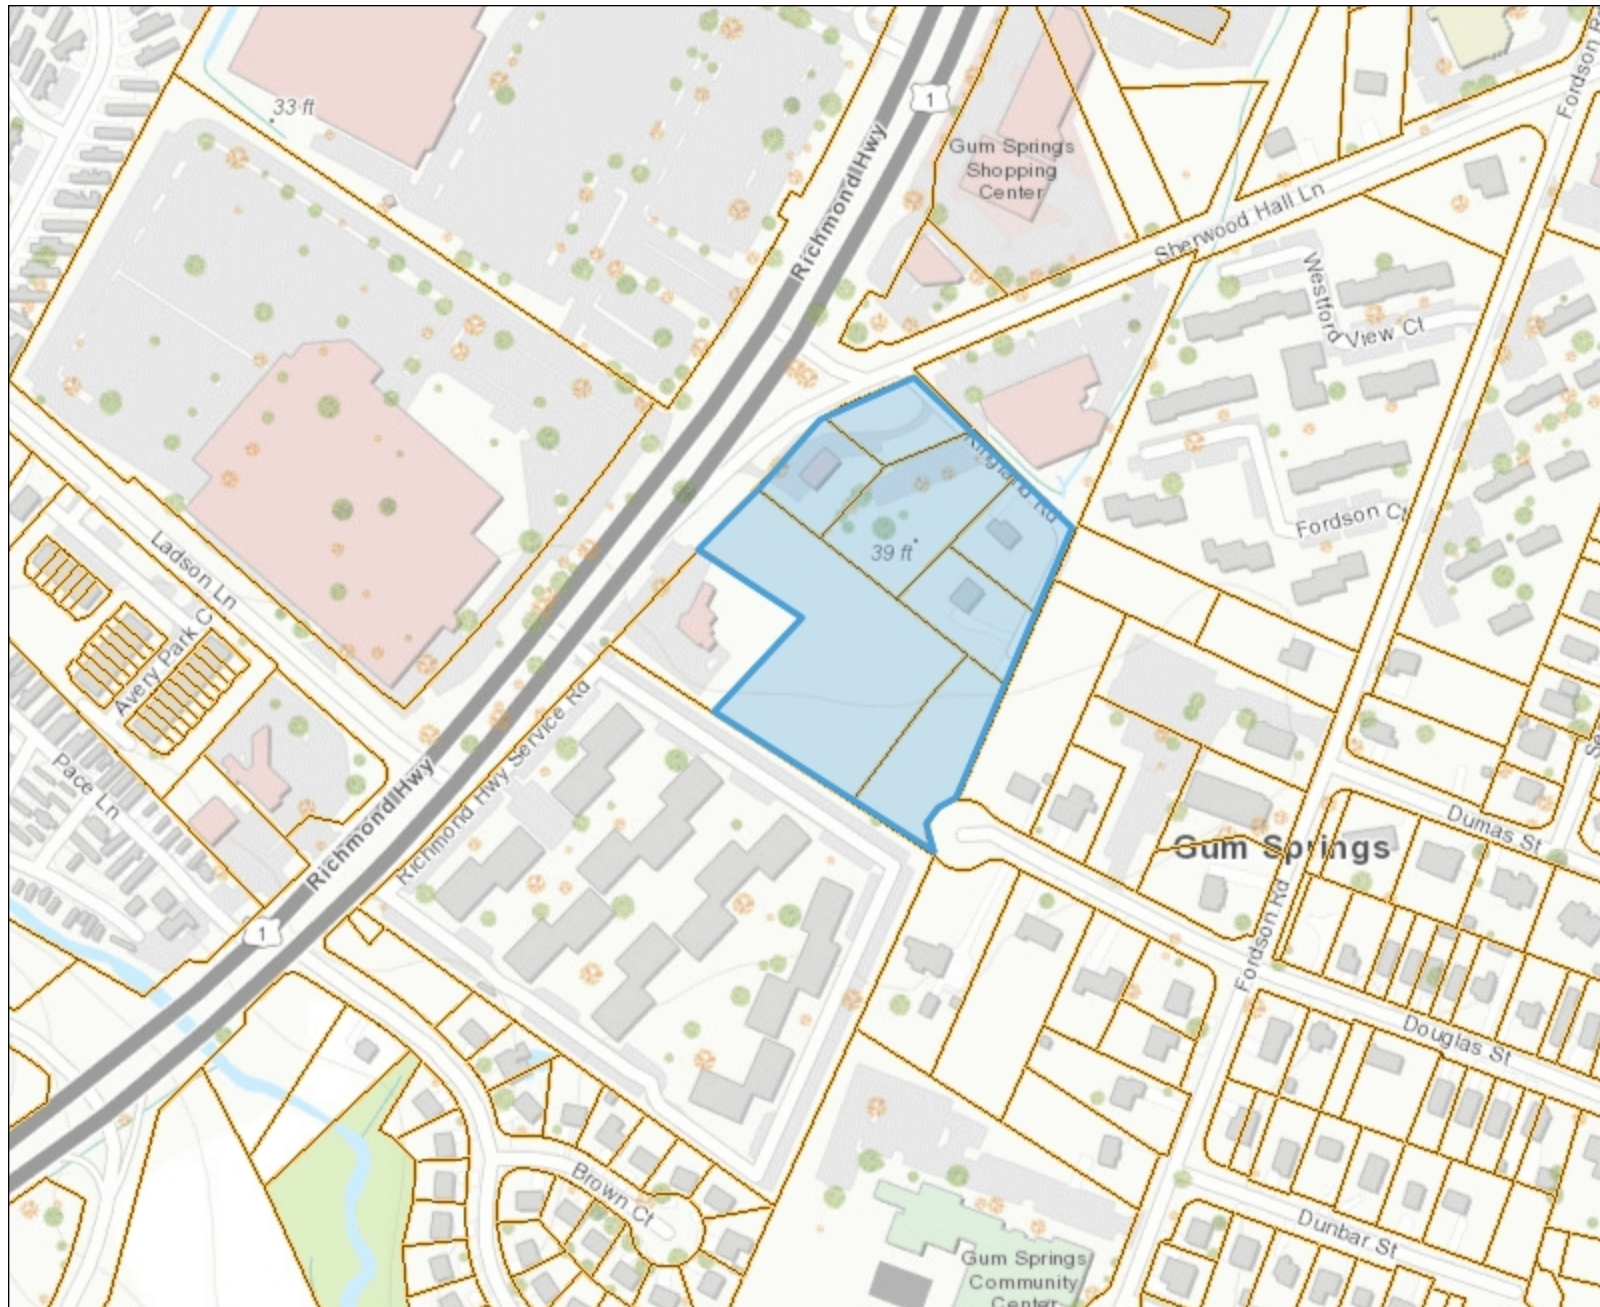 33 ft
1
Richmond Hwy
Gum Springs
Shopping
Center
Fordson Rd
Sherwood Hall Ln
Westford
View Ct
Kingland Rd
39 ft
Fordson Ct
Ladson Ln
Avery Park Ct
Pace Ln
Richmond Hwy
Richmond Hwy Service Rd
1
Gum Springs
Dumas St
Fordson Rd
Douglas St
Brown Ct
Dunbar St
Gum Springs
Community
Center